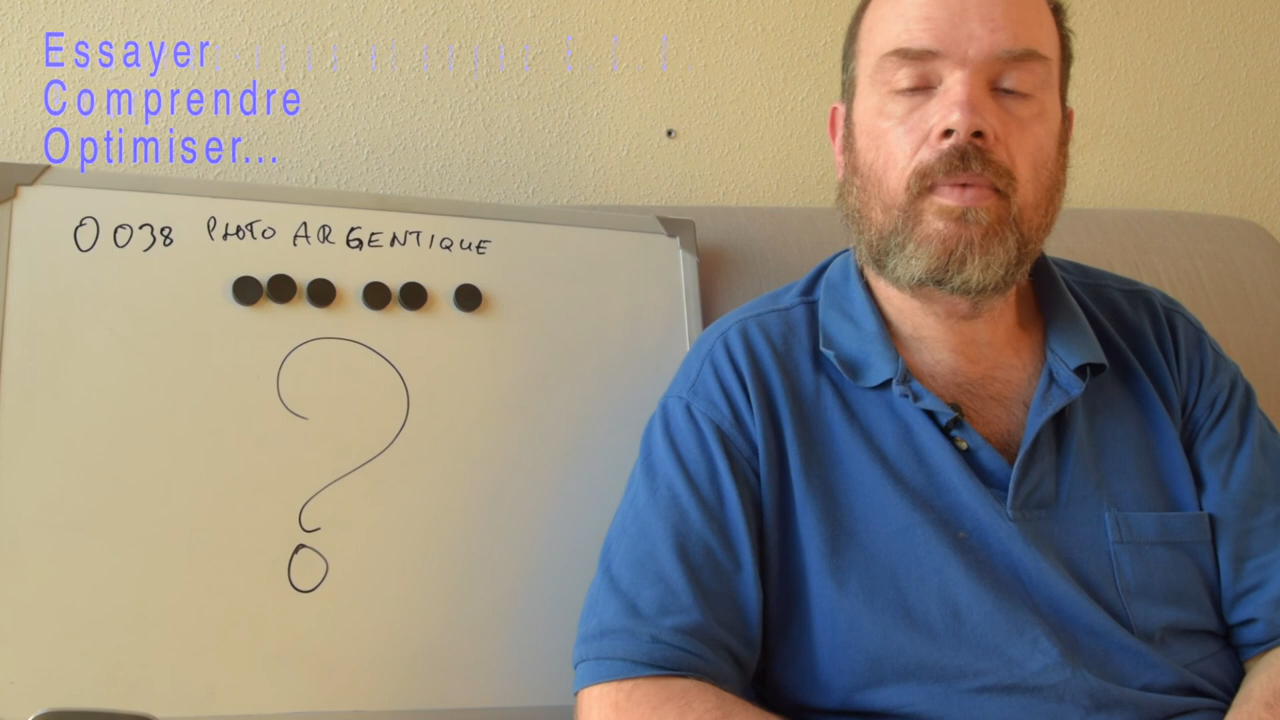 Essayer
Comprendre
Optimiser...
0038 PHOTO ARGENTIQUE
?